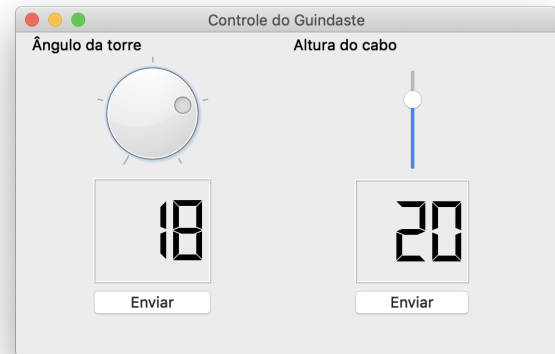 Controle do Guindaste
Ângulo da torre
Altura do cabo
18
20
Enviar
Enviar